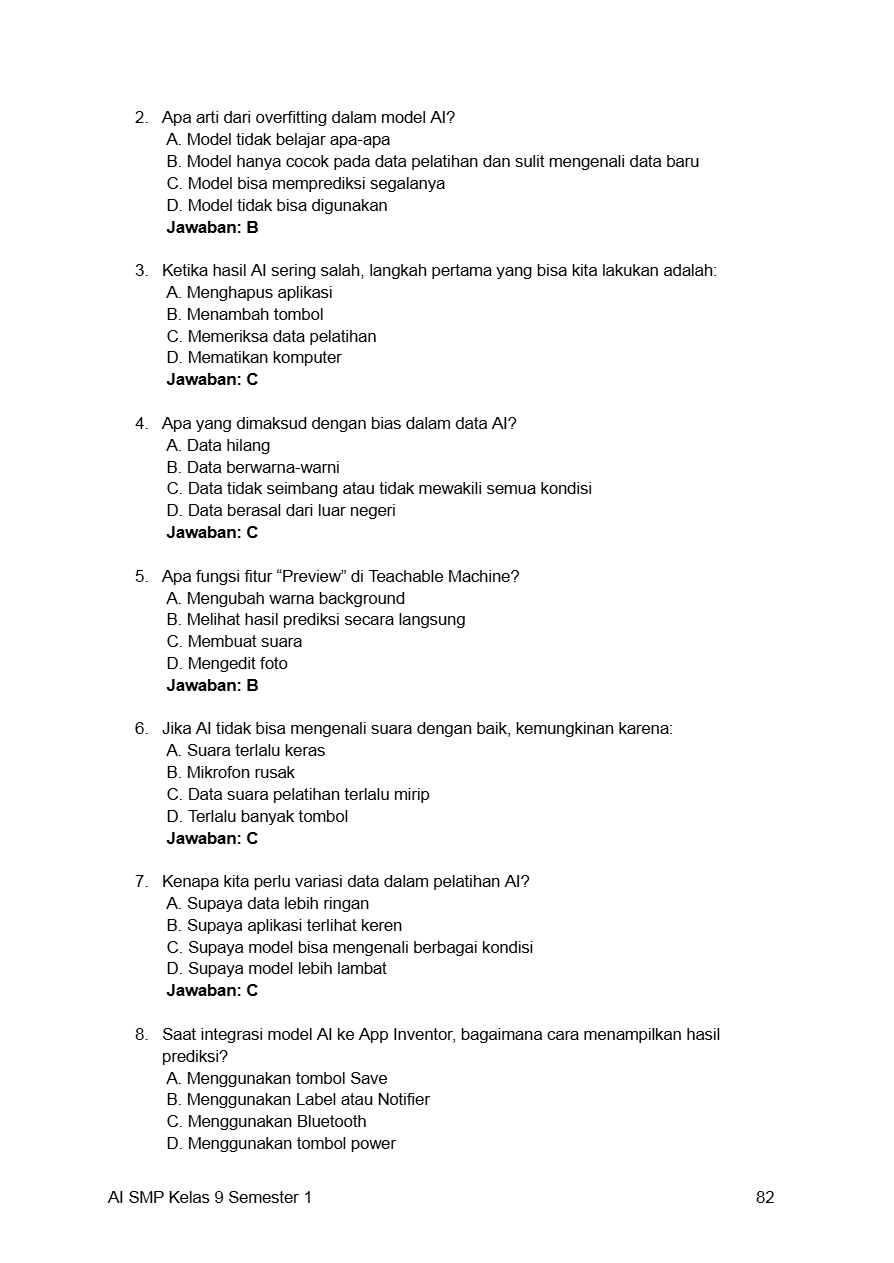 2. Apa arti dari overfitting dalam model AI?
A. Model tidak belajar apa-apa
B. Model hanya cocok pada data pelatihan dan sulit mengenali data baru
C. Model bisa memprediksi segalanya
D. Model tidak bisa digunakan
Jawaban: B
3. Ketika hasil AI sering salah, langkah pertama yang bisa kita lakukan adalah:
A. Menghapus aplikasi
B. Menambah tombol
C. Memeriksa data pelatihan
D. Mematikan komputer
Jawaban: C
4. Apa yang dimaksud dengan bias dalam data AI?
A. Data hilang
B. Data berwarna-warni
C. Data tidak seimbang atau tidak mewakili semua kondisi
D. Data berasal dari luar negeri
Jawaban: C
5. Apa fungsi fitur “Preview” di Teachable Machine?
A. Mengubah warna background
B. Melihat hasil prediksi secara langsung
C. Membuat suara
D. Mengedit foto
Jawaban: B
6. Jika AI tidak bisa mengenali suara dengan baik, kemungkinan karena:
A. Suara terlalu keras
B. Mikrofon rusak
C. Data suara pelatihan terlalu mirip
D. Terlalu banyak tombol
Jawaban: C
7. Kenapa kita perlu variasi data dalam pelatihan AI?
A. Supaya data lebih ringan
B. Supaya aplikasi terlihat keren
C. Supaya model bisa mengenali berbagai kondisi
D. Supaya model lebih lambat
Jawaban: C
8. Saat integrasi model AI ke App Inventor, bagaimana cara menampilkan hasil
prediksi?
A. Menggunakan tombol Save
B. Menggunakan Label atau Notifier
C. Menggunakan Bluetooth
D. Menggunakan tombol power
AI SMP Kelas 9 Semester 1 82